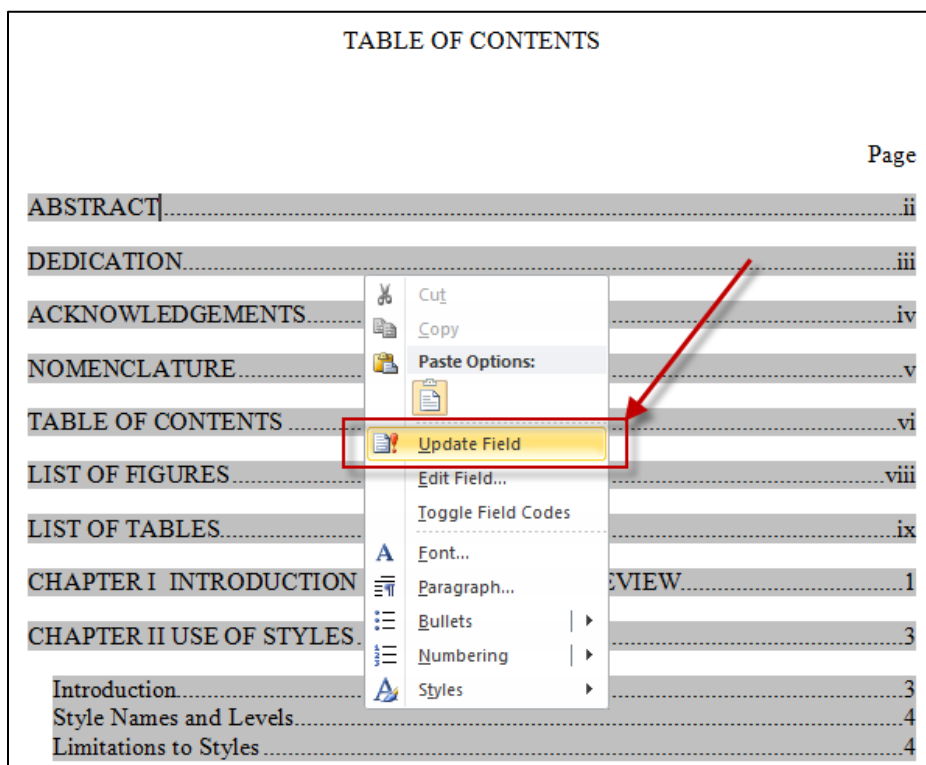 TABLE OF CONTENTS
Page
ABSTRACT ii
DEDICATION iii
ACKNOWLEDGEMENTS iv
NOMENCLATURE v
TABLE OF CONTENTS vi
LIST OF FIGURES viii
LIST OF TABLES ix
CHAPTER I INTRODUCTION EVIEW 1
CHAPTER II USE OF STYLES 3
Introduction 3
Style Names and Levels 4
Limitations to Styles 4
Cut
Copy
Paste Options:
Update Field
Edit Field...
Toggle Field Codes
Font...
Paragraph...
Bullets
Numbering
Styles